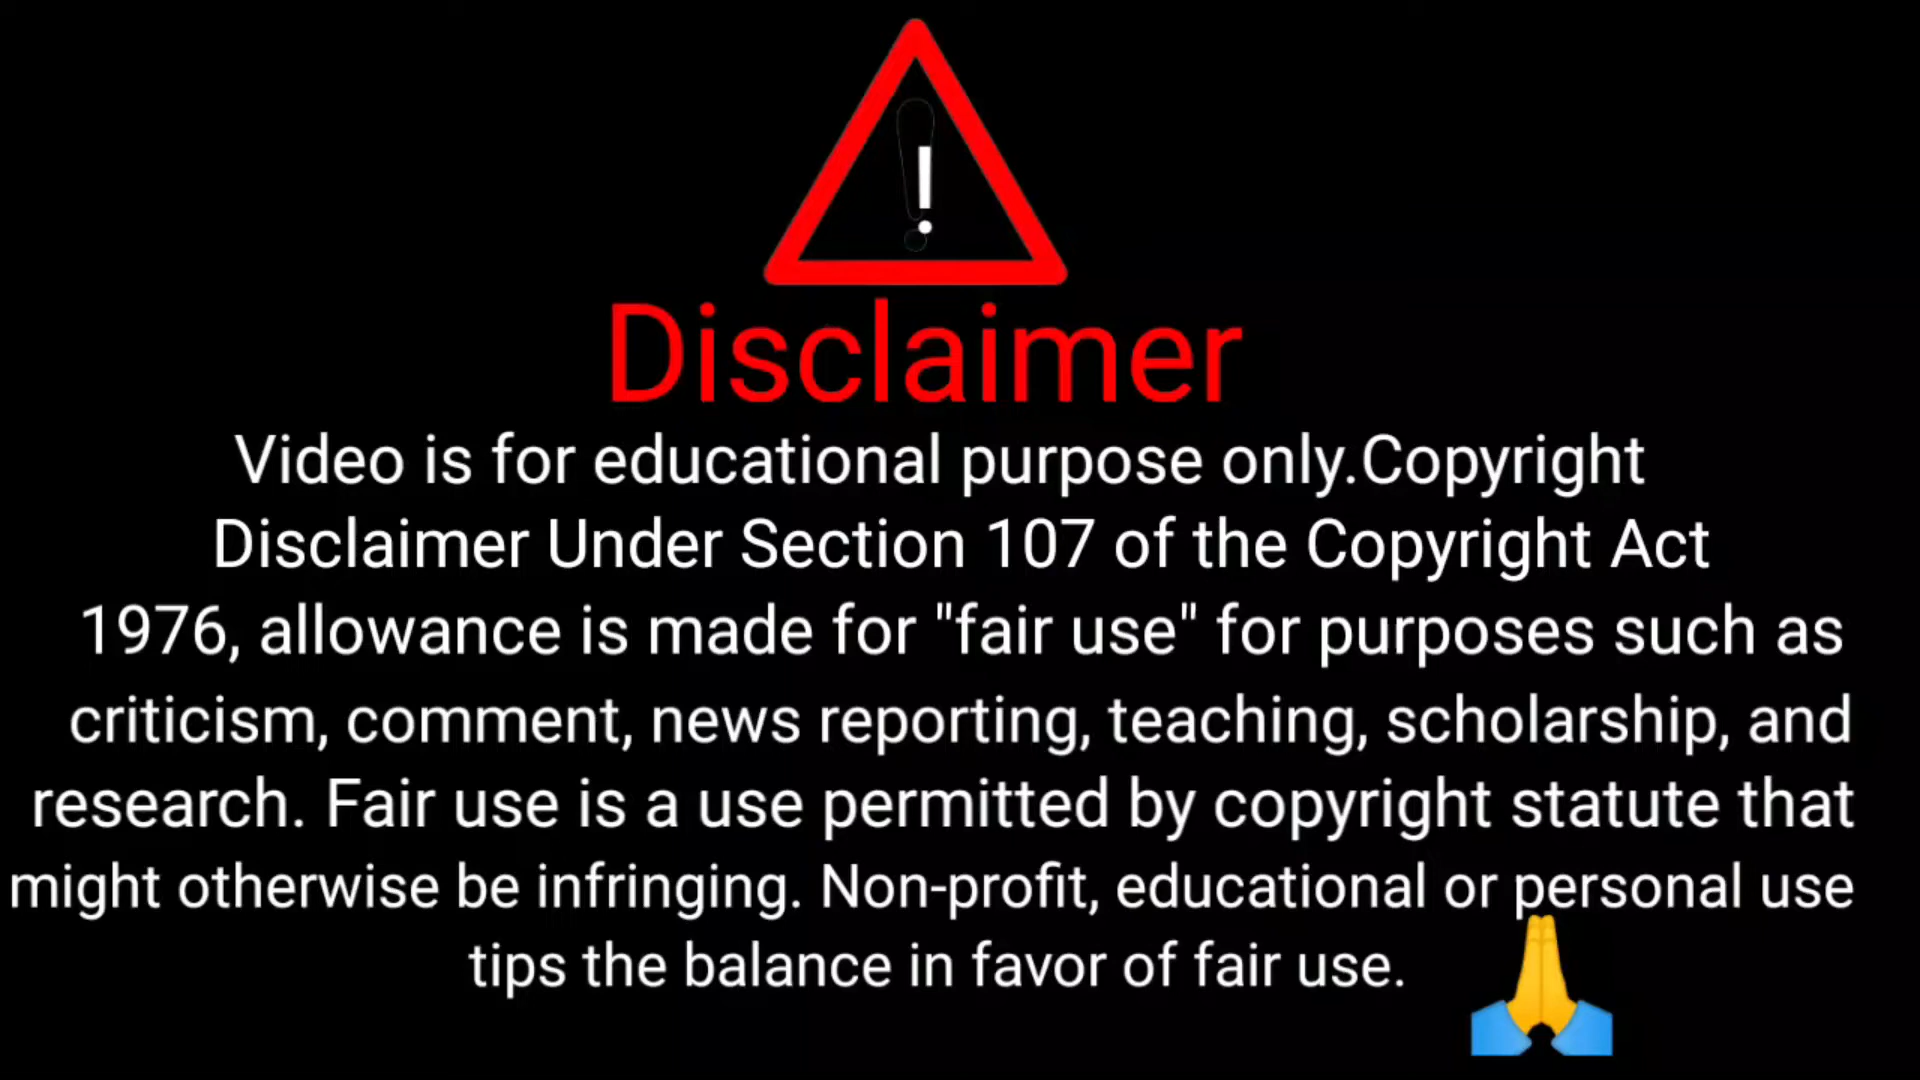 !
Disclaimer
Video is for educational purpose only.Copyright
Disclaimer Under Section 107 of the Copyright Act
1976, allowance is made for "fair use" for purposes such as
criticism, comment, news reporting, teaching, scholarship, and
research. Fair use is a use permitted by copyright statute that
might otherwise be infringing. Non-profit, educational or personal use
tips the balance in favor of fair use.